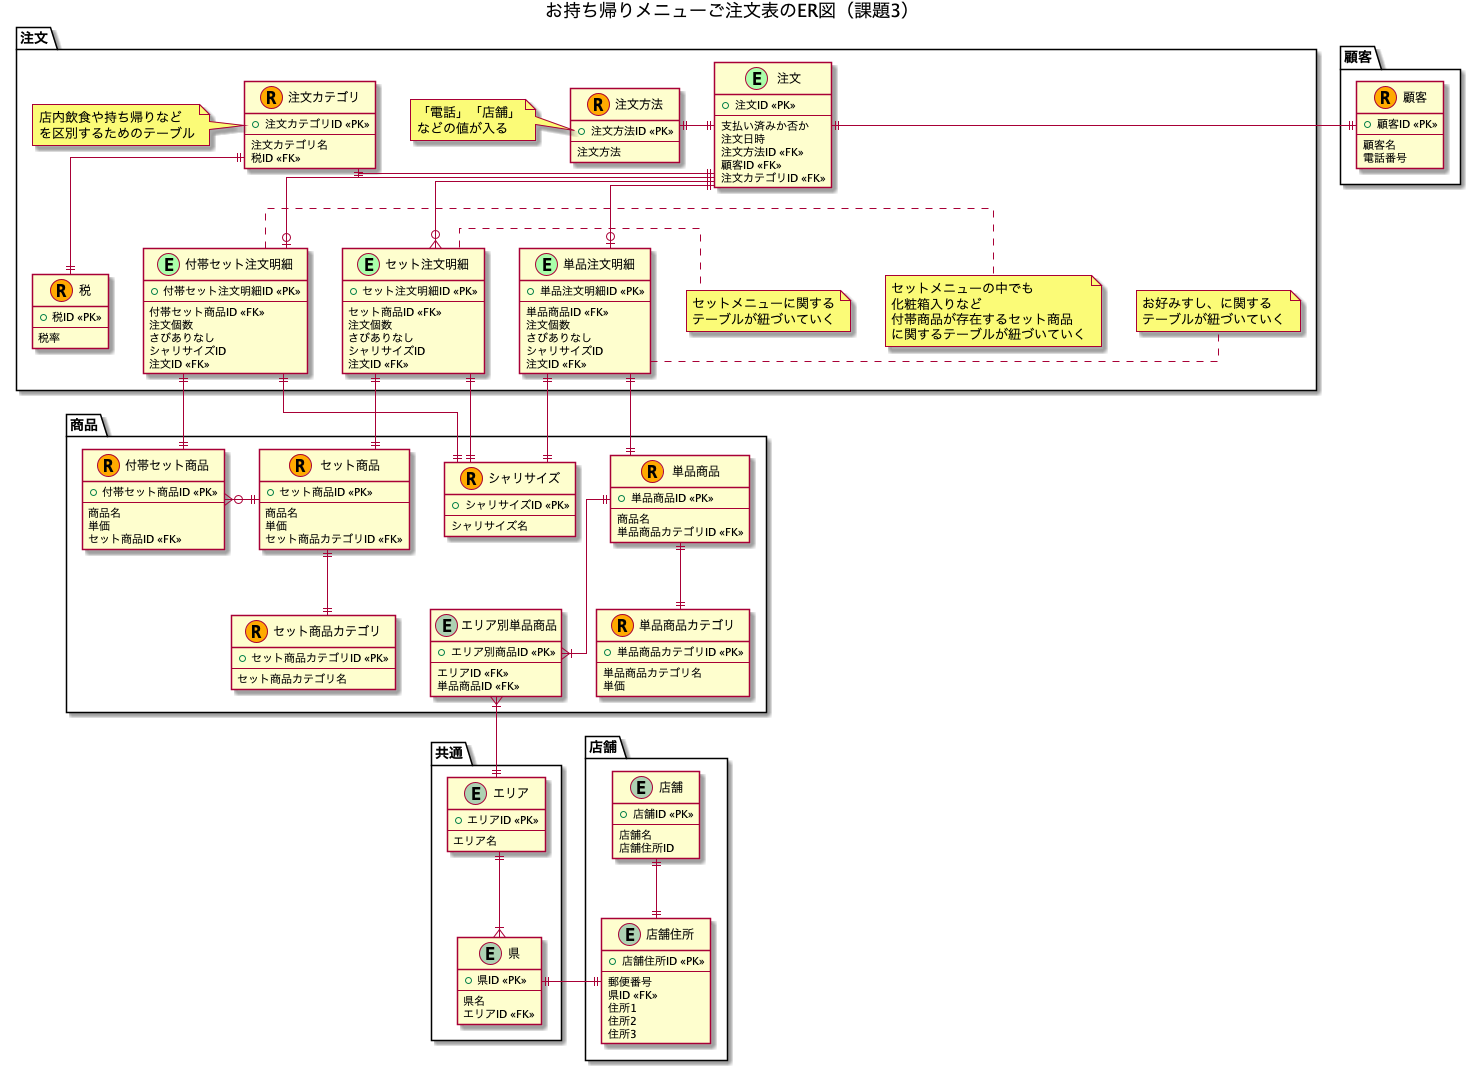 お持ち帰りメニューご注文表のER図（課題3）
注文
店内飲食や持ち帰りなど
を区別するためのテーブル
R 注文カテゴリ
注文カテゴリID «PK»
注文カテゴリ名
税ID «FK»
「電話」「店舗」
などの値が入る
R 注文方法
注文方法ID «PK»
注文方法
E 注文
注文ID «PK»
支払い済みか否か
注文日時
注文方法ID «FK»
顧客ID «FK»
注文カテゴリID «FK»
顧客
R 顧客
顧客ID «PK»
顧客名
電話番号
R 税
税ID «PK»
税率
E 付帯セット注文明細
付帯セット注文明細ID «PK»
付帯セット商品ID «FK»
注文個数
さびありなし
シャリサイズID
注文ID «FK»
E セット注文明細
セット注文明細ID «PK»
セット商品ID «FK»
注文個数
さびありなし
シャリサイズID
注文ID «FK»
E 単品注文明細
単品注文明細ID «PK»
単品商品ID «FK»
注文個数
さびありなし
シャリサイズID
注文ID «FK»
セットメニューに関する
テーブルが紐づいていく
セットメニューの中でも
化粧箱入りなど
付帯商品が存在するセット商品
に関するテーブルが紐づいていく
お好みすし、に関する
テーブルが紐づいていく
商品
R 付帯セット商品
付帯セット商品ID «PK»
商品名
単価
セット商品ID «FK»
R セット商品
セット商品ID «PK»
商品名
単価
セット商品カテゴリID «FK»
R シャリサイズ
シャリサイズID «PK»
シャリサイズ名
R 単品商品
単品商品ID «PK»
商品名
単品商品カテゴリID «FK»
R セット商品カテゴリ
セット商品カテゴリID «PK»
セット商品カテゴリ名
E エリア別単品商品
エリア別商品ID «PK»
エリアID «FK»
単品商品ID «FK»
R 単品商品カテゴリ
単品商品カテゴリID «PK»
単品商品カテゴリ名
単価
共通
E エリア
エリアID «PK»
エリア名
E 県
県ID «PK»
県名
エリアID «FK»
店舗
E 店舗
店舗ID «PK»
店舗名
店舗住所ID
E 店舗住所
店舗住所ID «PK»
郵便番号
県ID «FK»
住所1
住所2
住所3